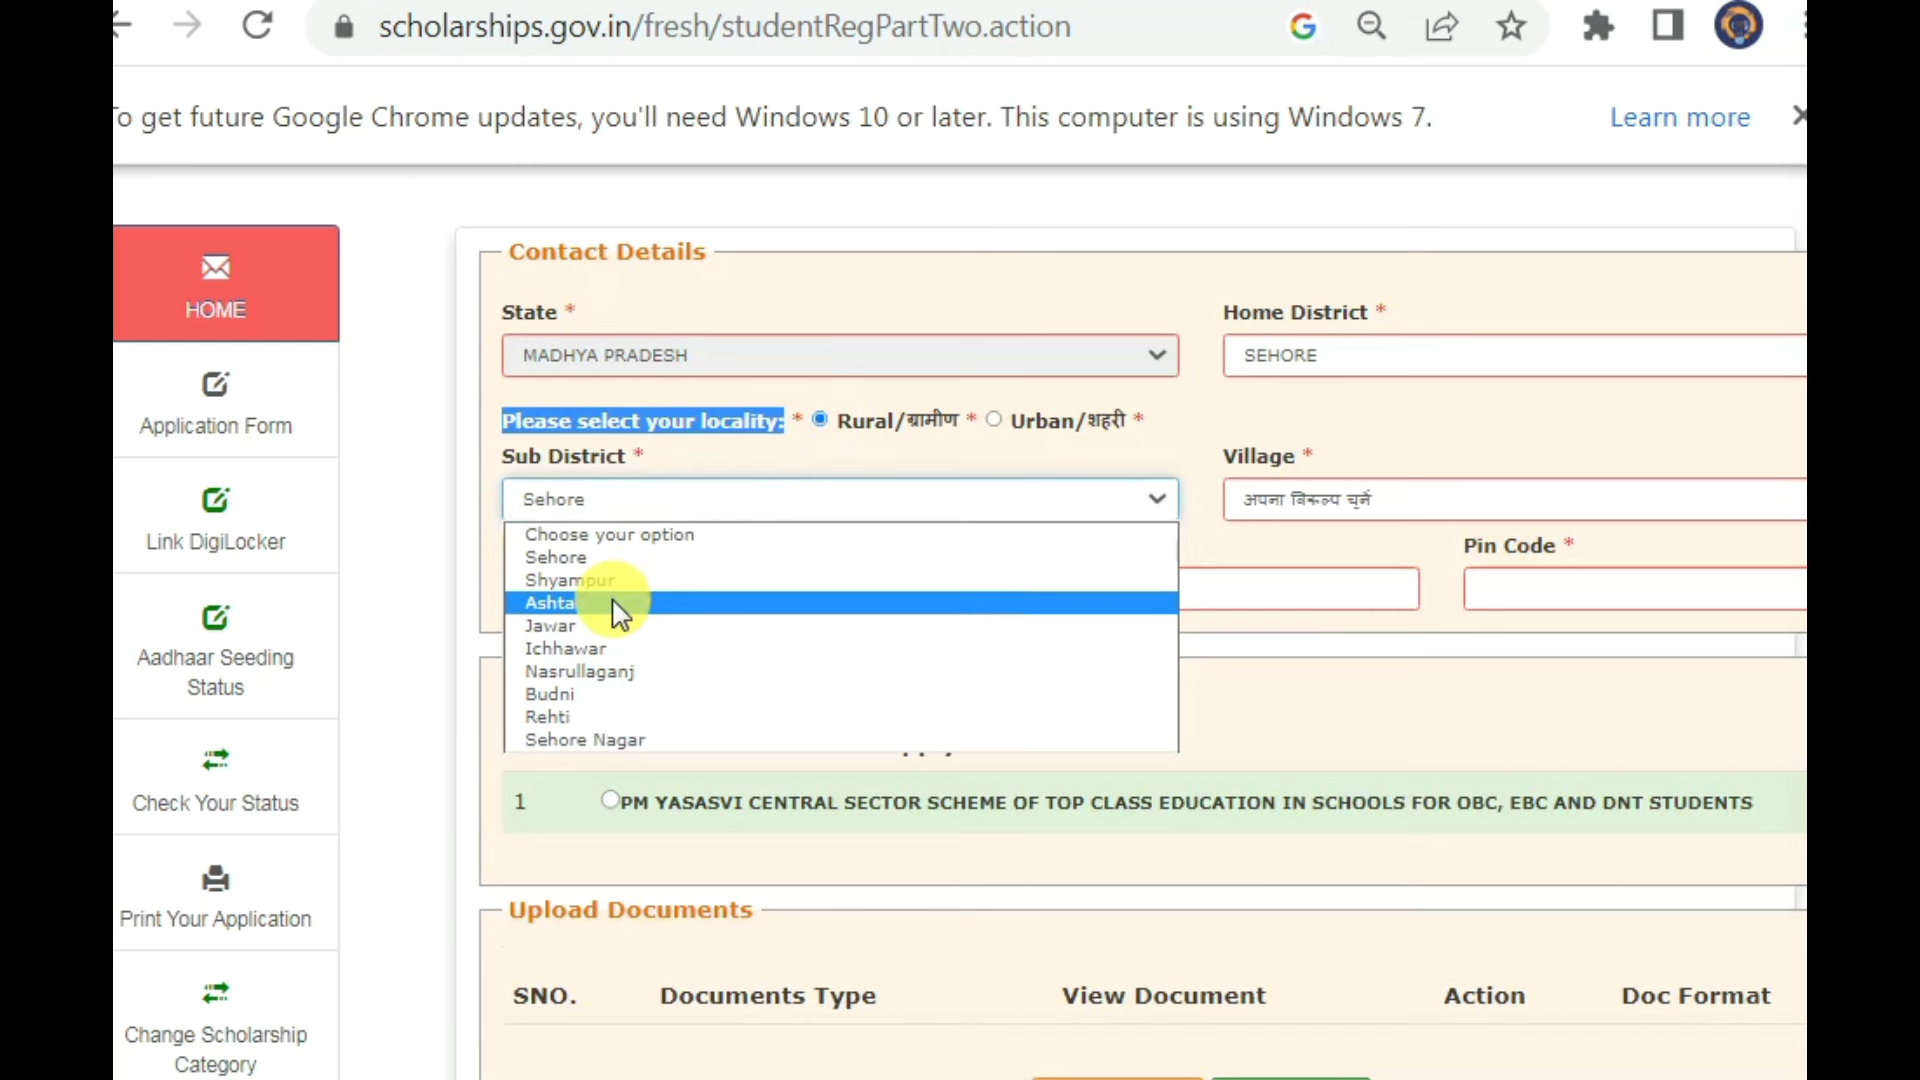 scholarships.gov.in/fresh/studentRegPartTwo.action
To get future Google Chrome updates, you'll need Windows 10 or later. This computer is using Windows 7.
Learn more
HOME
Application Form
Link DigiLocker
Aadhaar Seeding
Status
Check Your Status
Print Your Application
Change Scholarship
Category
Contact Details
State *
Home District *
MADHYA PRADESH
SEHORE
Please select your locality: * Rural/ग्रामीण * Urban/शहरी *
Sub District *
Village *
Sehore
अपना विकल्प चुनें
Choose your option
Sehore
Shyampur
Jawar
Ichhawar
Nasrullaganj
Budni
Rehti
Sehore Nagar
Pin Code *
1 PM YASASVI CENTRAL SECTOR SCHEME OF TOP CLASS EDUCATION IN SCHOOLS FOR OBC, EBC AND DNT STUDENTS
Upload Documents
SNO. Documents Type View Document Action Doc Format